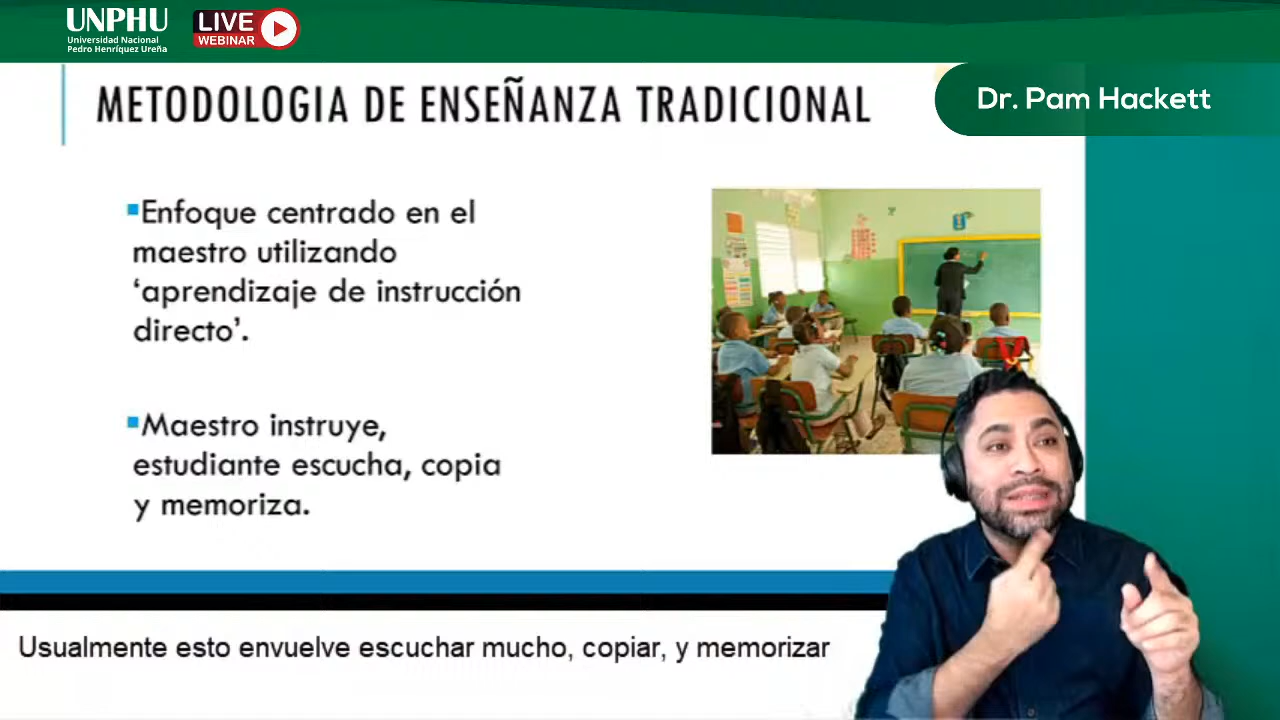 UNPHU
Universidad Nacional
Pedro Henríquez Ureña
LIVE
WEBINAR
METODOLOGIA DE ENSEÑANZA TRADICIONAL
Dr. Pam Hackett
Enfoque centrado en el
maestro utilizando
‘aprendizaje de instrucción
directo’.
Maestro instruye,
estudiante escucha, copia
y memoriza.
Usualmente esto envuelve escuchar mucho, copiar, y memorizar